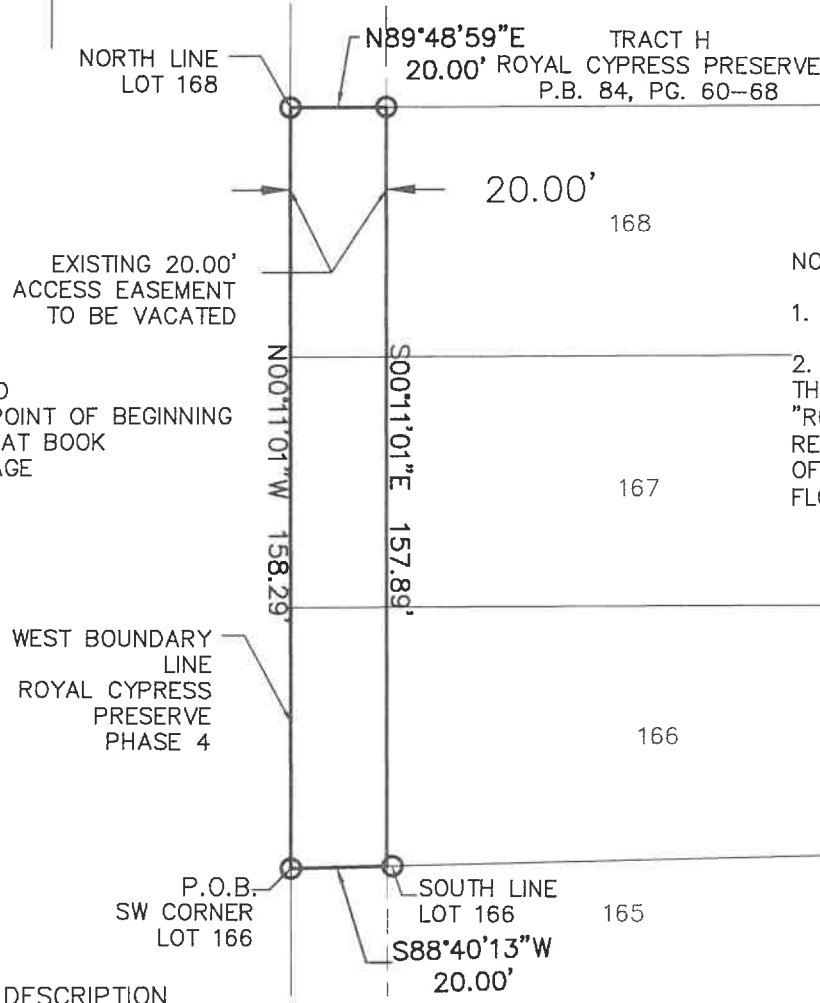 N89°48'59"E
20.00'
TRACT H
ROYAL CYPRESS PRESERVE
P.B. 84, PG. 60-68
NORTH LINE
LOT 168
20.00'
168
EXISTING 20.00'
ACCESS EASEMENT
TO BE VACATED
NO
1.
2.
TH
"RO
RE
OF
FLO
N00°11'01"W 158.29'
S00°11'01"E 157.89'
POINT OF BEGINNING
AT BOOK
AGE
167
WEST BOUNDARY
LINE
ROYAL CYPRESS
PRESERVE
PHASE 4
166
P.O.B.
SW CORNER
LOT 166
SOUTH LINE
LOT 166
165
S88°40'13"W
20.00'
DESCRIPTION